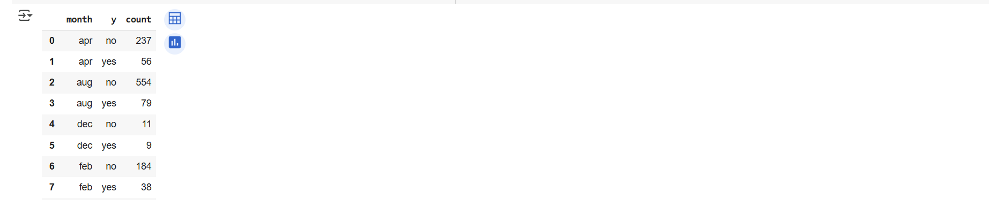 month y count
0 apr no 237
1 apr yes 56
2 aug no 554
3 aug yes 79
4 dec no 11
5 dec yes 9
6 feb no 184
7 feb yes 38